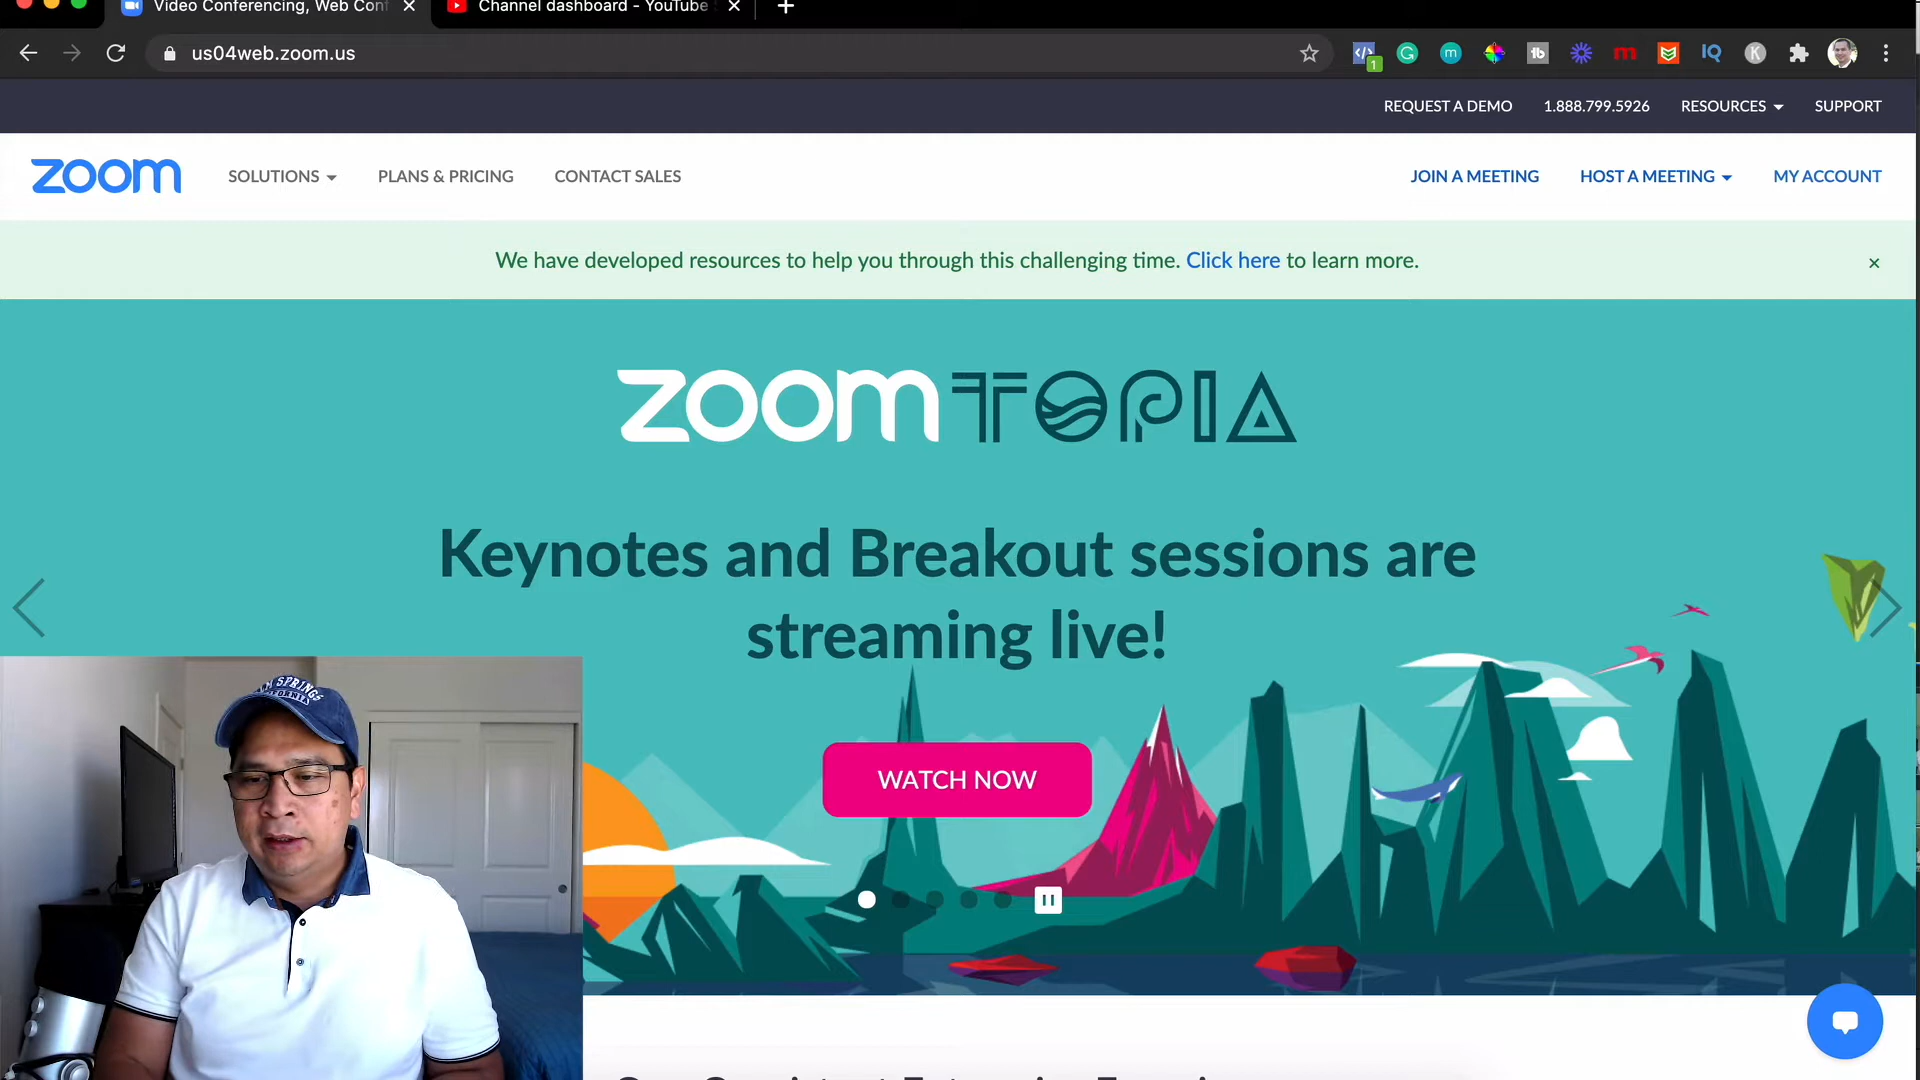 Video Conferencing, Web Conf
Channel dashboard - YouTube
us04web.zoom.us
1
REQUEST A DEMO
1.888.799.5926
RESOURCES
SUPPORT
zoom
SOLUTIONS
PLANS & PRICING
CONTACT SALES
JOIN A MEETING
HOST A MEETING
MY ACCOUNT
We have developed resources to help you through this challenging time. Click here to learn more.
zoomTOPIA
Keynotes and Breakout sessions are
streaming live!
WATCH NOW
SPRINGS